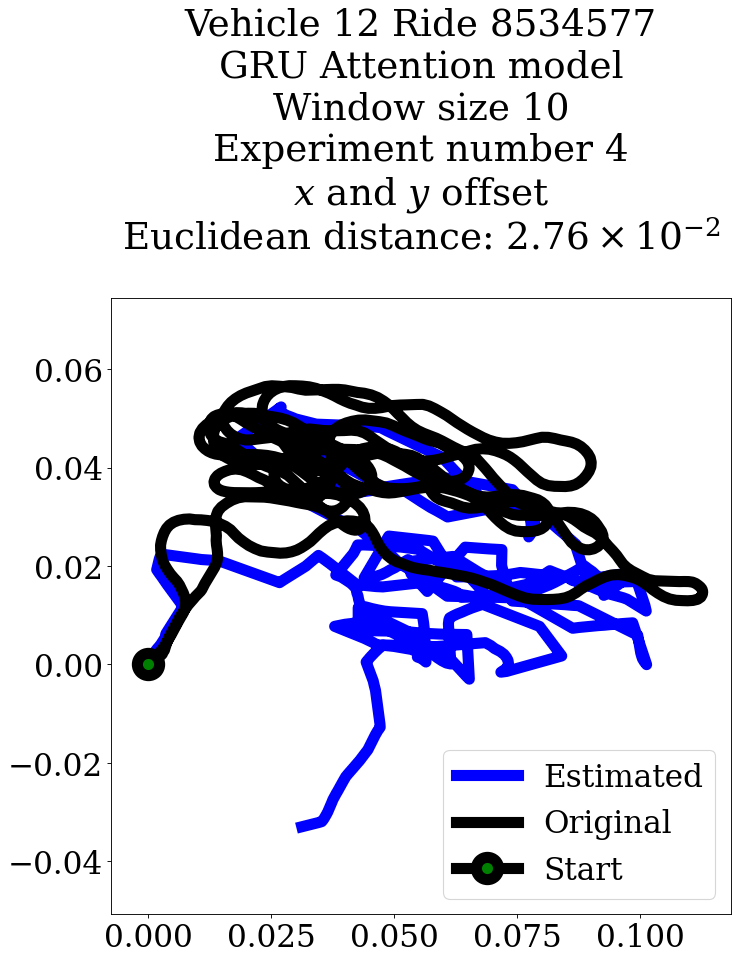 Vehicle 12 Ride 8534577
GRU Attention model
Window size 10
Experiment number 4
x and y offset
Euclidean distance: 2.76 × 10⁻²
0.06
0.04
0.02
0.00
−0.02
−0.04
Estimated
Original
Start
0.000 0.025 0.050 0.075 0.100